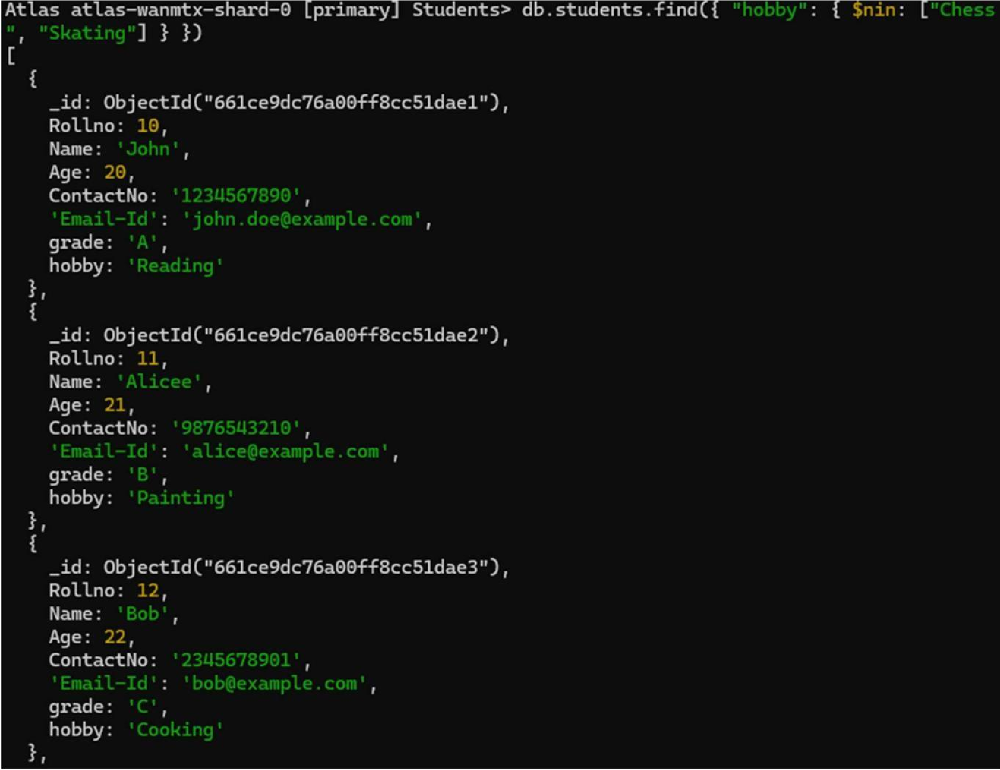 Atlas atlas-wanmtx-shard-0 [primary] Students> db.students.find({ "hobby": { $nin: ["Chess
", "Skating"] } })
[
  {
    _id: ObjectId("661ce9dc76a00ff8cc51dae1"),
    Rollno: 10,
    Name: 'John',
    Age: 20,
    ContactNo: '1234567890',
    'Email-Id': 'john.doe@example.com',
    grade: 'A',
    hobby: 'Reading'
  },
  {
    _id: ObjectId("661ce9dc76a00ff8cc51dae2"),
    Rollno: 11,
    Name: 'Alicee',
    Age: 21,
    ContactNo: '9876543210',
    'Email-Id': 'alice@example.com',
    grade: 'B',
    hobby: 'Painting'
  },
  {
    _id: ObjectId("661ce9dc76a00ff8cc51dae3"),
    Rollno: 12,
    Name: 'Bob',
    Age: 22,
    ContactNo: '2345678901',
    'Email-Id': 'bob@example.com',
    grade: 'C',
    hobby: 'Cooking'
  },